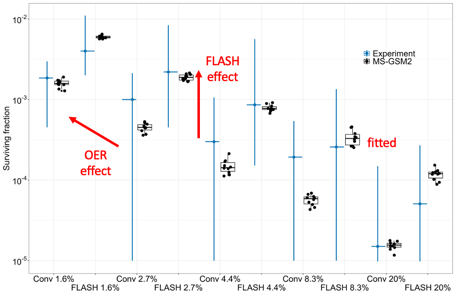 10⁻²
10⁻³
10⁻⁴
10⁻⁵
Surviving fraction
FLASH
effect
Experiment
MS-GSM2
OER
effect
fitted
Conv 1.6%
FLASH 1.6%
Conv 2.7%
FLASH 2.7%
Conv 4.4%
FLASH 4.4%
Conv 8.3%
FLASH 8.3%
Conv 20%
FLASH 20%